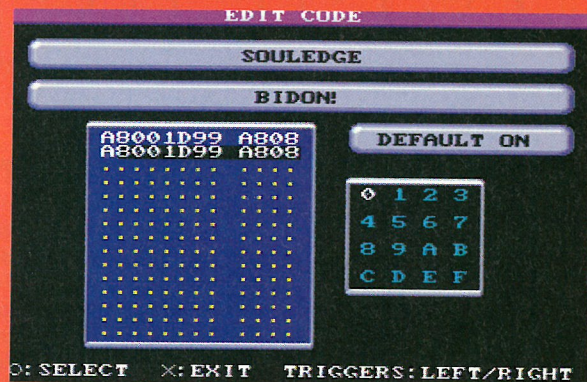 EDIT CODE
SOULEDGE
BIDON!
A8001D99 A808
A8001D99 A808
DEFAULT ON
0 1 2 3
4 5 6 7
8 9 A B
C D E F
O: SELECT X: EXIT TRIGGERS: LEFT/RIGHT